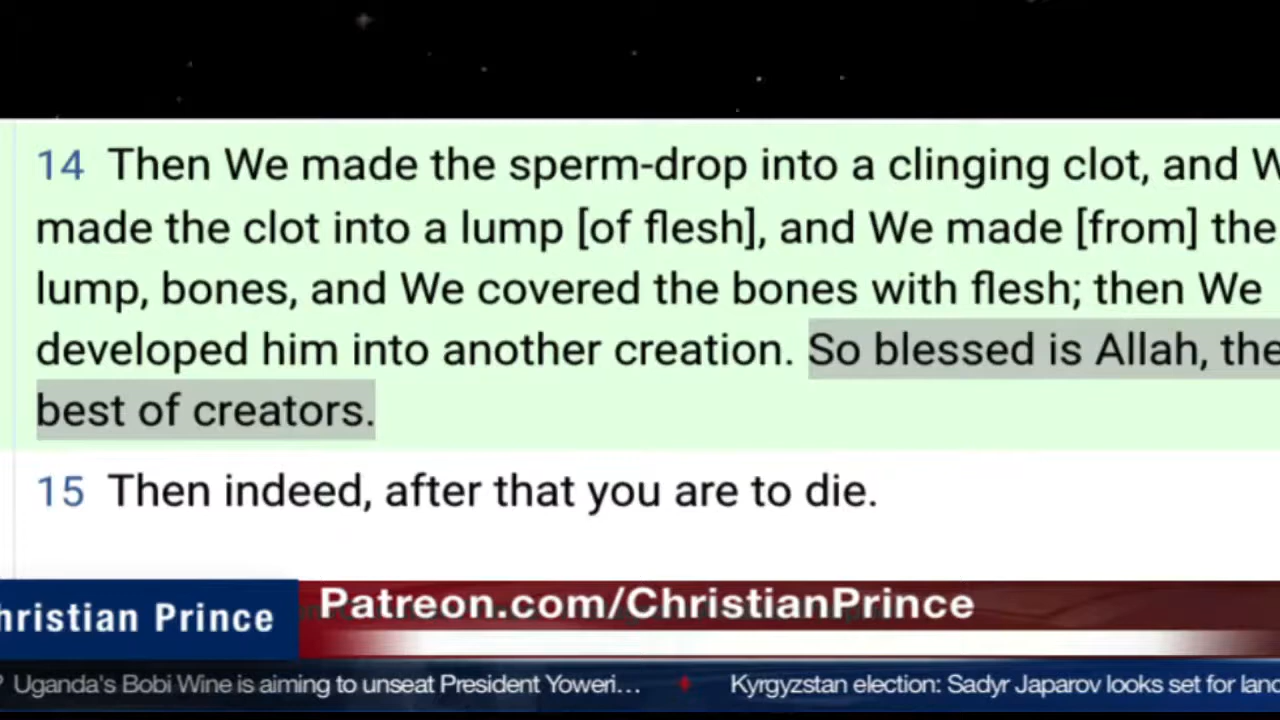 14 Then We made the sperm-drop into a clinging clot, and W
made the clot into a lump [of flesh], and We made [from] the
lump, bones, and We covered the bones with flesh; then We
developed him into another creation. So blessed is Allah, the
best of creators.
15 Then indeed, after that you are to die.
hristian Prince
Patreon.com/ChristianPrince
? Uganda's Bobi Wine is aiming to unseat President Yoweri… Kyrgyzstan election: Sadyr Japarov looks set for land